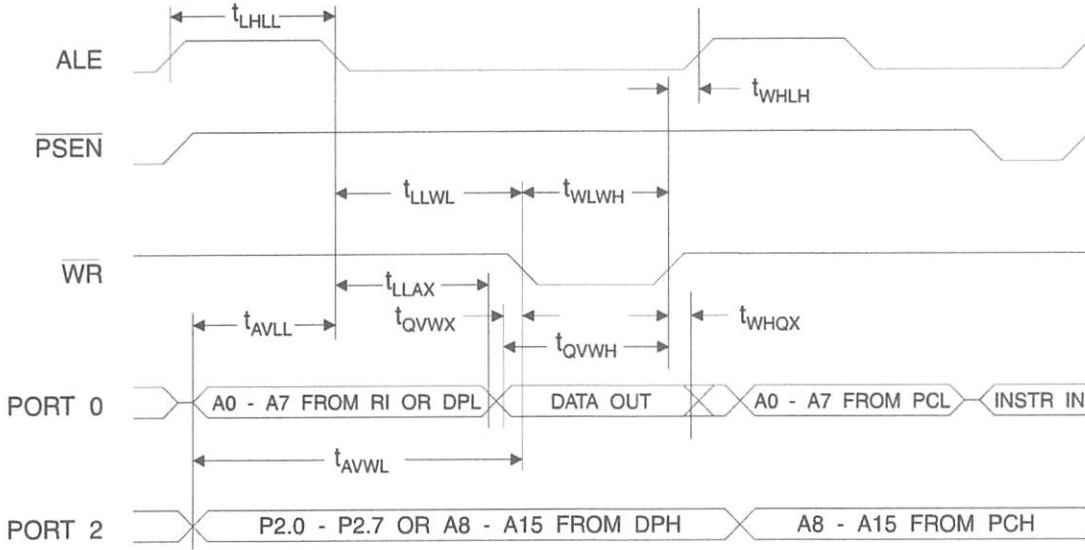 tLHLL
ALE
tWHLH
PSEN
tLLWL
tWLWH
WR
tLLAX
tQVWX
tWHQX
tAVLL
tQVWH
PORT 0
A0 - A7 FROM RI OR DPL
DATA OUT
A0 - A7 FROM PCL
INSTR IN
tAVWL
PORT 2
P2.0 - P2.7 OR A8 - A15 FROM DPH
A8 - A15 FROM PCH